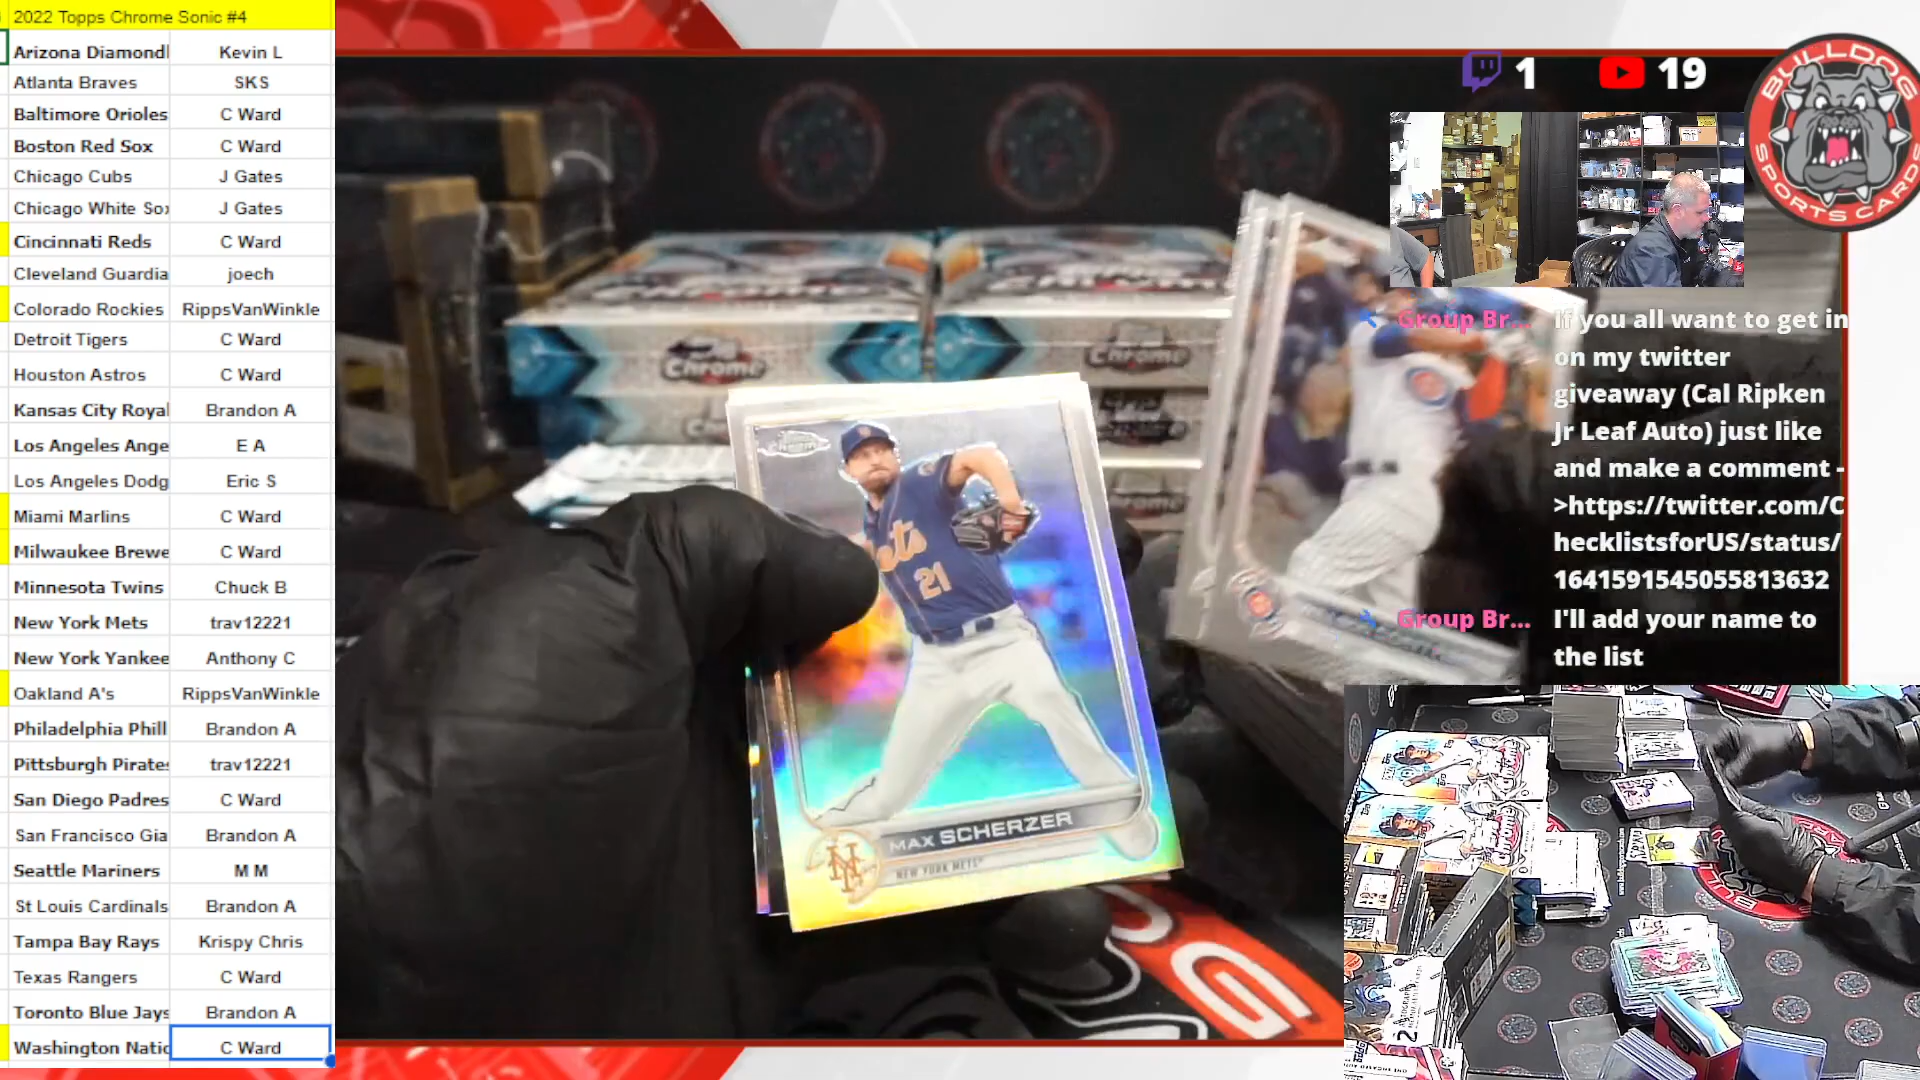 2022 Topps Chrome Sonic #4
Arizona Diamond Kevin L
Atlanta Braves SKS
Baltimore Orioles C Ward
Boston Red Sox C Ward
Chicago Cubs J Gates
Chicago White Sox J Gates
Cincinnati Reds C Ward
Cleveland Guardia joech
Colorado Rockies RippsVanWinkle
Detroit Tigers C Ward
Houston Astros C Ward
Kansas City Royal Brandon A
Los Angeles Ange E A
Los Angeles Dodg Eric S
Miami Marlins C Ward
Milwaukee Brewe C Ward
Minnesota Twins Chuck B
New York Mets trav12221
New York Yankee Anthony C
Oakland A's RippsVanWinkle
Philadelphia Phill Brandon A
Pittsburgh Pirates trav12221
San Diego Padres C Ward
San Francisco Gia Brandon A
Seattle Mariners M M
St Louis Cardinals Brandon A
Tampa Bay Rays Krispy Chris
Texas Rangers C Ward
Toronto Blue Jays Brandon A
Washington Natio C Ward
1 19
BULLDOG
SPORTS CARDS
Group Br... If you all want to get in
on my twitter
giveaway (Cal Ripken
Jr Leaf Auto) just like
and make a comment -
>https://twitter.com/C
hecklistsforUS/status/
1641591545055813632
Group Br... I'll add your name to
the list
Chrome
Chrome
Mets
21
MAX SCHERZER
NEW YORK METS